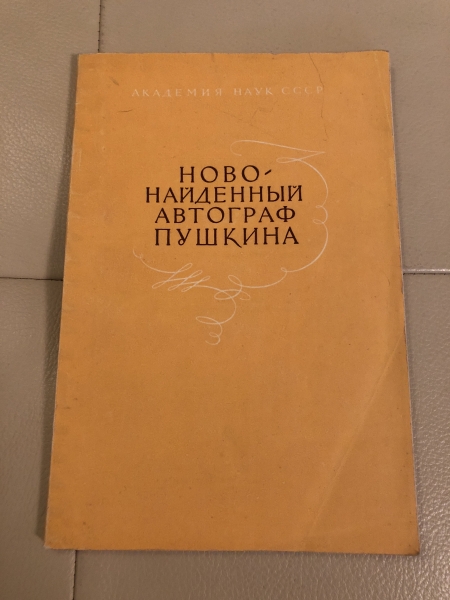 АКАДЕМИЯ НАУК СССР
НОВО-
НАЙДЕННЫЙ
АВТОГРАФ
ПУШКИНА